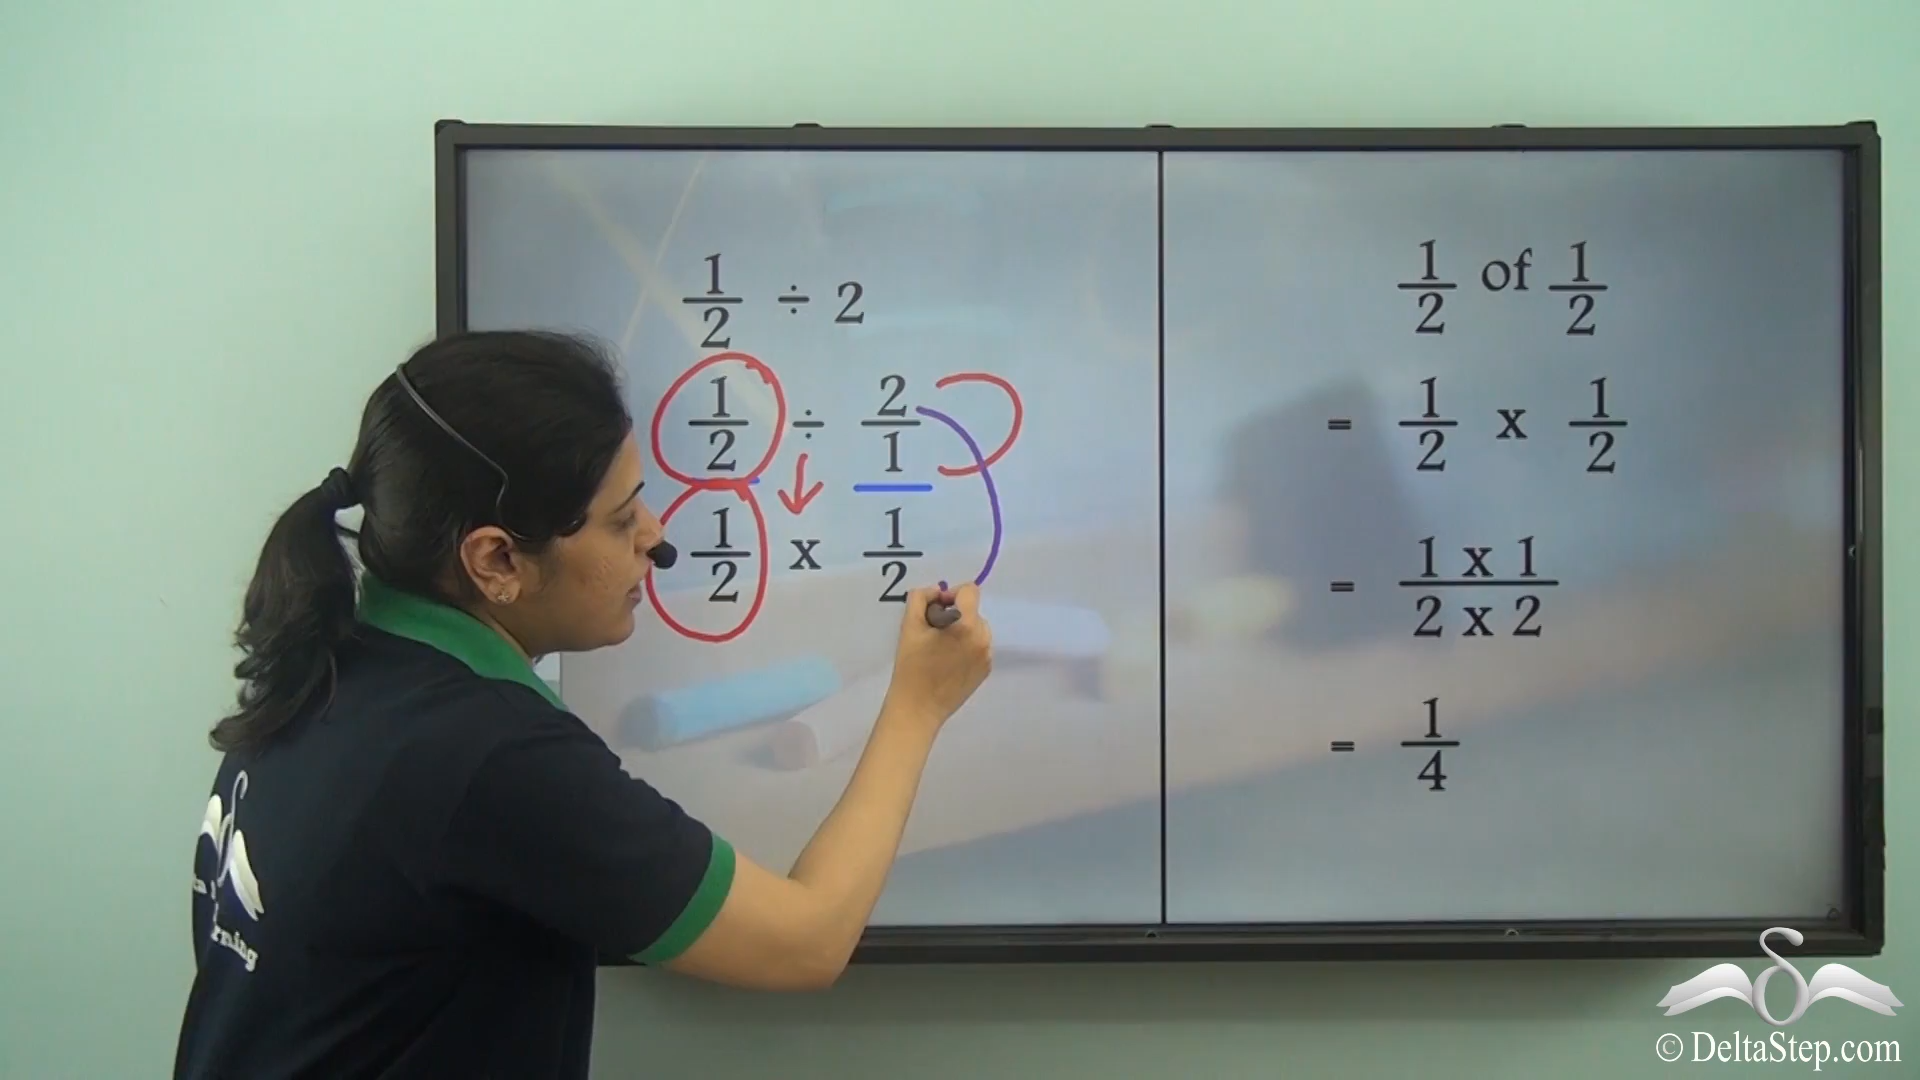 1/2 ÷ 2
1/2 ÷ 2/1
1/2 x 1/2
1/2 of 1/2
= 1/2 x 1/2
= 1 x 1 / 2 x 2
= 1/4
© DeltaStep.com